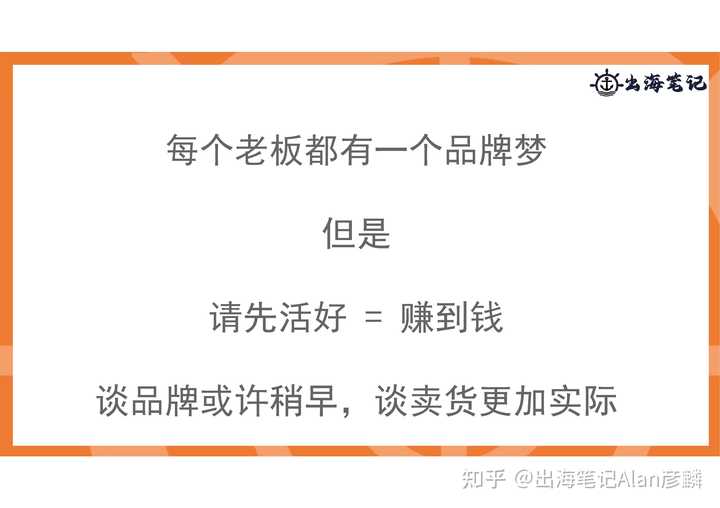 出海笔记
每个老板都有一个品牌梦
但是
请先活好 = 赚到钱
谈品牌或许稍早，谈卖货更加实际
知乎 @出海笔记Alan彦麟